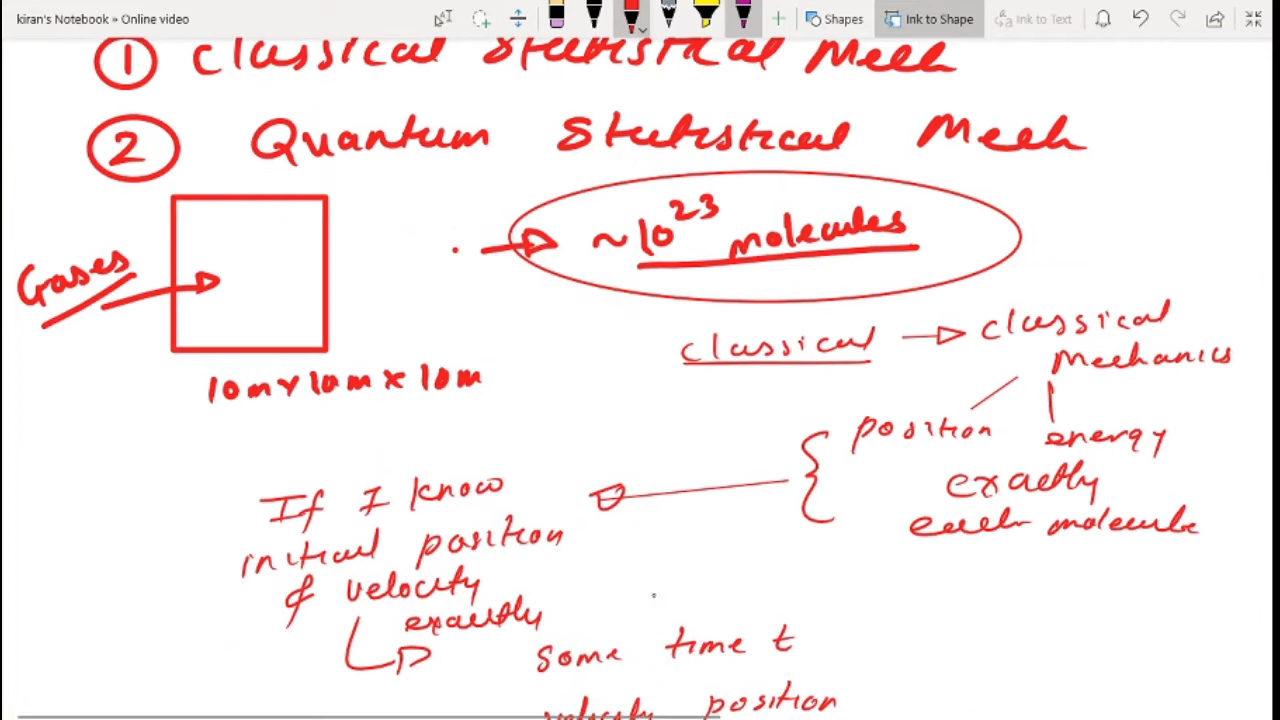 kiran's Notebook » Online video
Shapes
Ink to Shape
Ink to Text
① Classical Statistical Mech
② Quantum Statistical Mech
Gases
~10²³ molecules
10m x 10m x 10m
classical → classical Mechanics
position
energy
exactly
each molecule
If I know
initial position
& velocity
exactly
some time t
velocity position